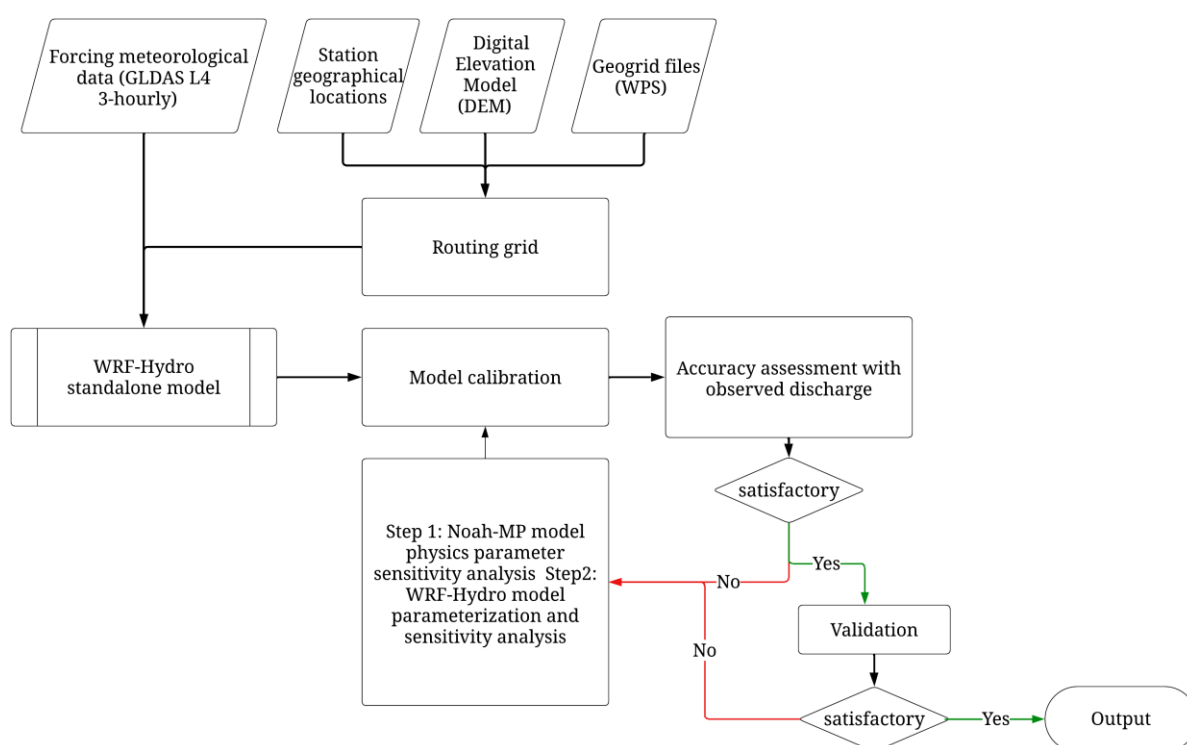 Forcing meteorological
data (GLDAS L4
3-hourly)
Station
geographical
locations
Digital
Elevation
Model
(DEM)
Geogrid files
(WPS)
Routing grid
WRF-Hydro
standalone model
Model calibration
Accuracy assessment with
observed discharge
satisfactory
Step 1: Noah-MP model
physics parameter
sensitivity analysis  Step2:
WRF-Hydro model
parameterization and
sensitivity analysis
No
Yes
Validation
No
satisfactory
Yes
Output